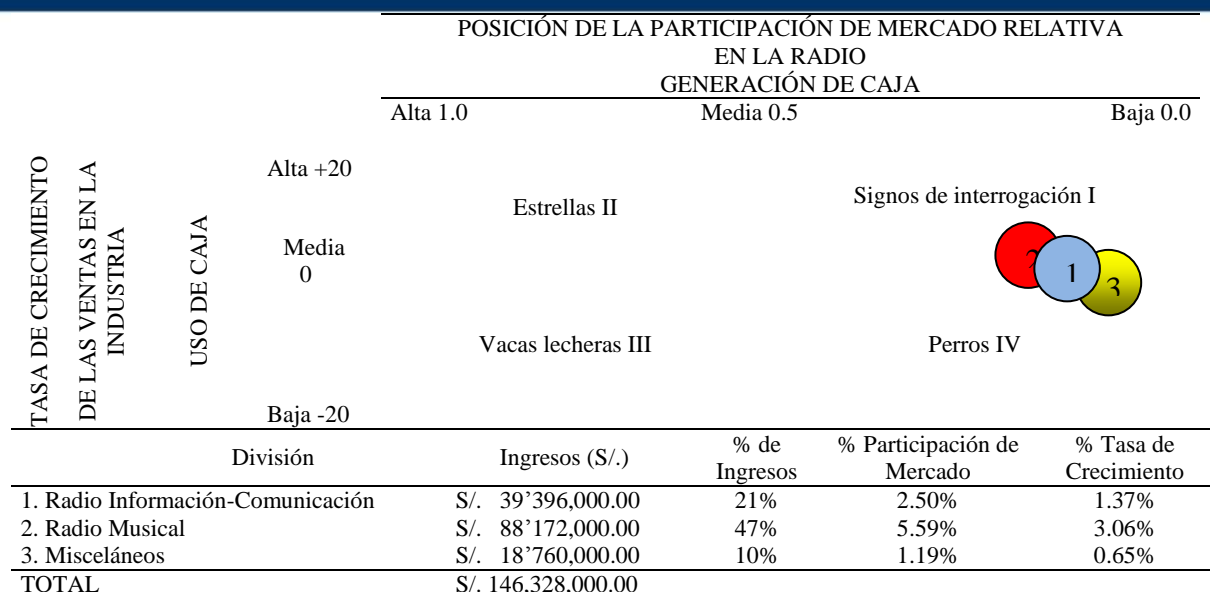 POSICIÓN DE LA PARTICIPACIÓN DE MERCADO RELATIVA
EN LA RADIO
GENERACIÓN DE CAJA
Alta 1.0 Media 0.5 Baja 0.0
TASA DE CRECIMIENTO
DE LAS VENTAS EN LA
INDUSTRIA
USO DE CAJA
Alta +20
Estrellas II
Signos de interrogación I
Media
0
2
1
3
Vacas lecheras III
Perros IV
Baja -20
División Ingresos (S/.) % de Ingresos % Participación de Mercado % Tasa de Crecimiento
1. Radio Información-Comunicación S/. 39’396,000.00 21% 2.50% 1.37%
2. Radio Musical S/. 88’172,000.00 47% 5.59% 3.06%
3. Misceláneos S/. 18’760,000.00 10% 1.19% 0.65%
TOTAL S/. 146,328,000.00